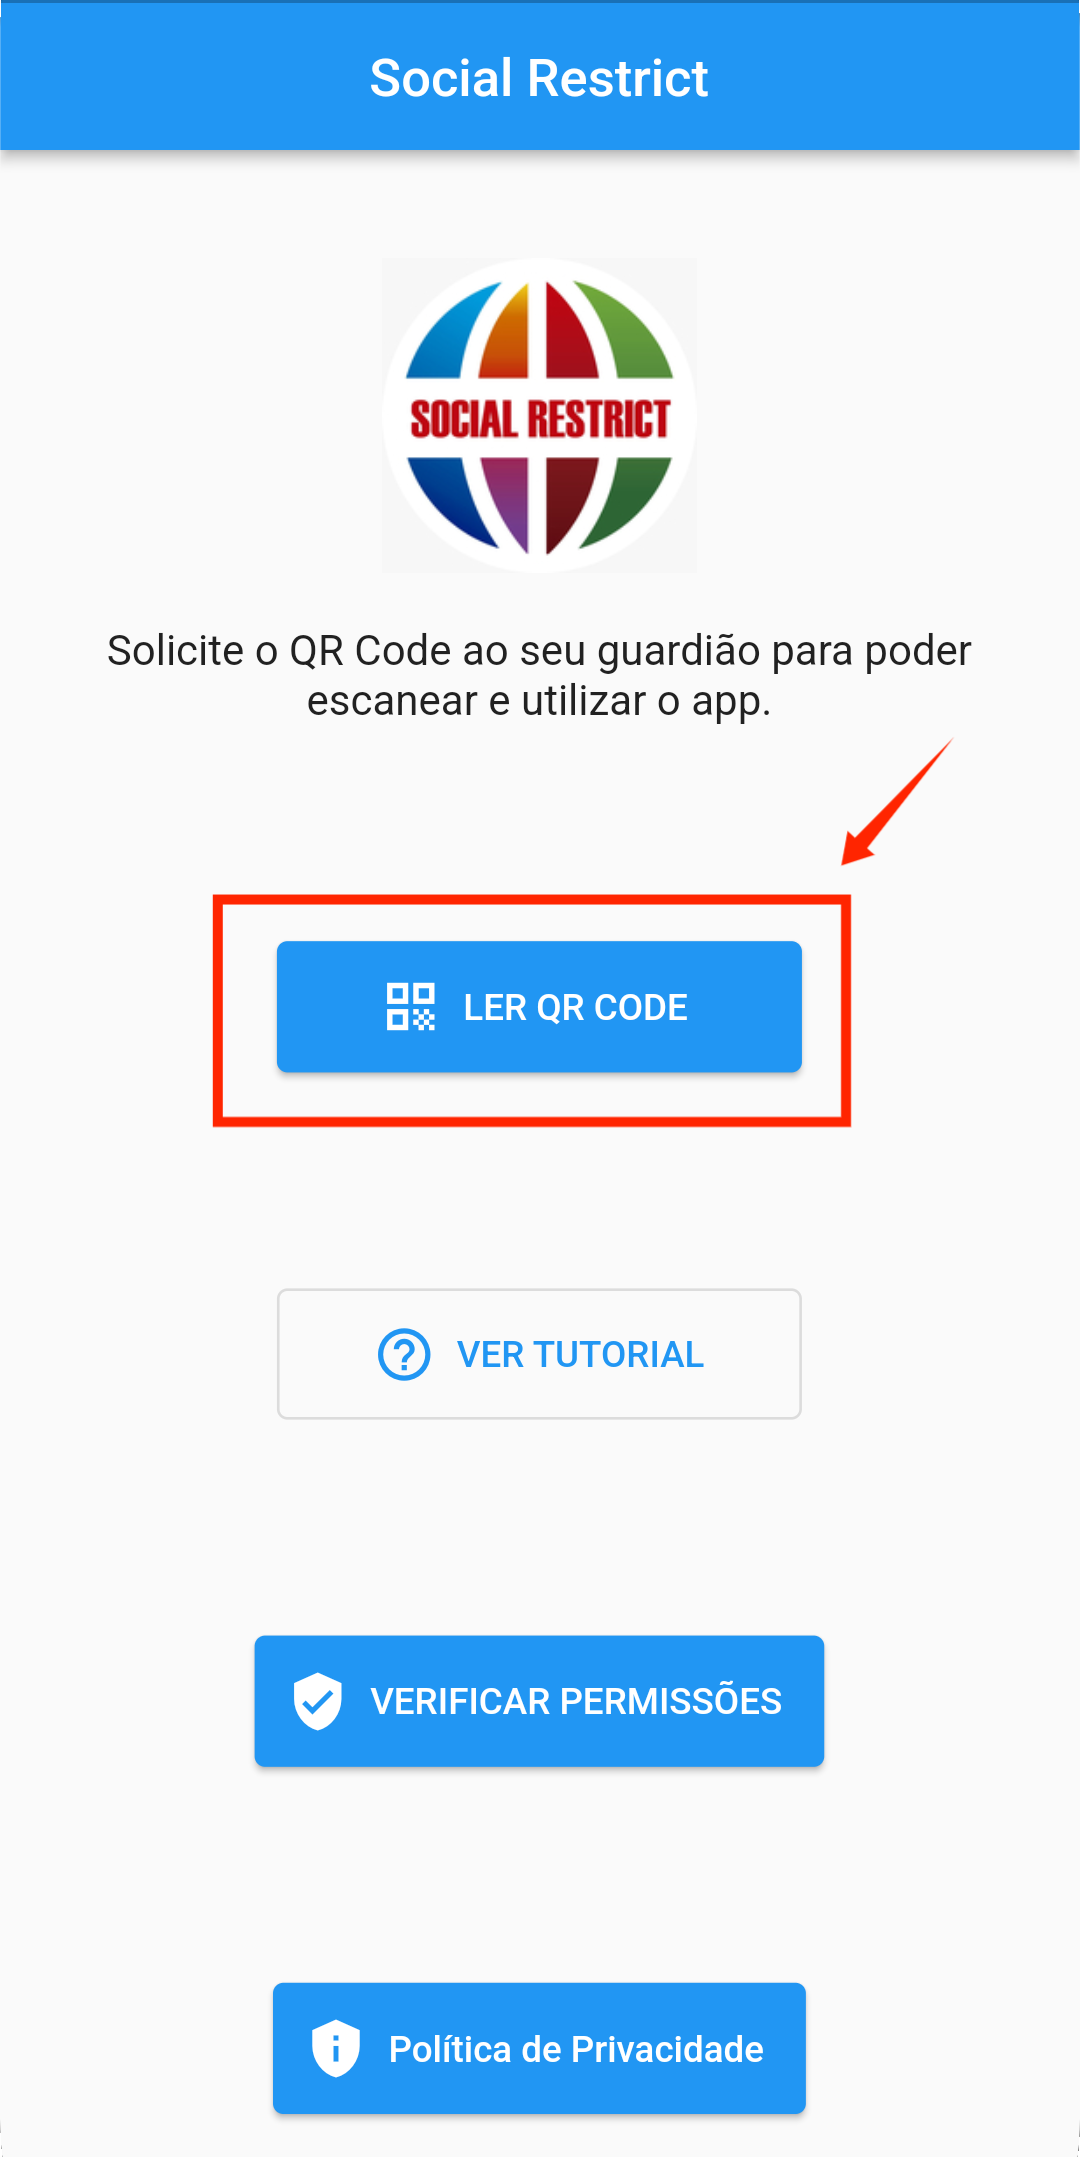 Social Restrict
SOCIAL RESTRICT
Solicite o QR Code ao seu guardião para poder
escanear e utilizar o app.
LER QR CODE
VER TUTORIAL
VERIFICAR PERMISSÕES
Política de Privacidade